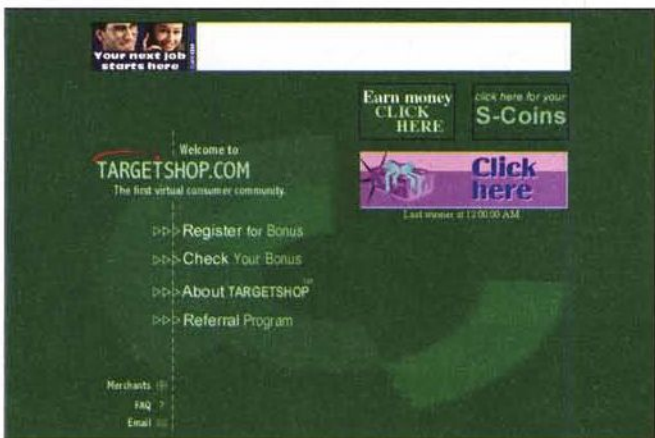 Your next job
starts here
Earn money
CLICK
HERE
click here for your
S-Coins
Welcome to
TARGETSHOP.COM
The first virtual consumer community.
Click
here
Last winner at 12:00:00 AM
▷▷▷Register for Bonus
▷▷▷Check Your Bonus
▷▷▷About TARGETSHOP
▷▷▷Referral Program
Merchants
FAQ ?
Email